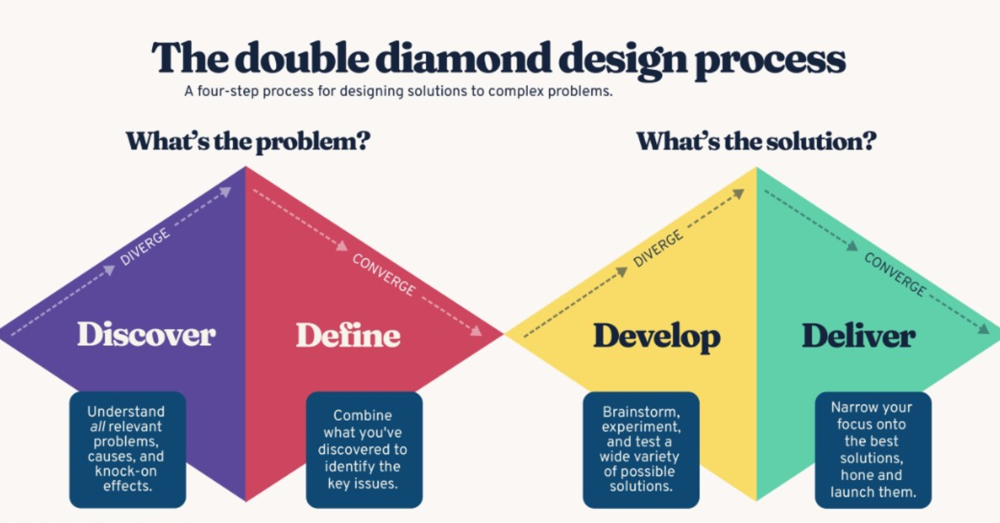 The double diamond design process
A four-step process for designing solutions to complex problems.
What's the problem?
What's the solution?
DIVERGE
CONVERGE
DIVERGE
CONVERGE
Discover
Define
Develop
Deliver
Understand
all relevant
problems,
causes, and
knock-on
effects.
Combine
what you've
discovered to
identify the
key issues.
Brainstorm,
experiment,
and test a
wide variety
of possible
solutions.
Narrow your
focus onto
the best
solutions,
hone and
launch them.